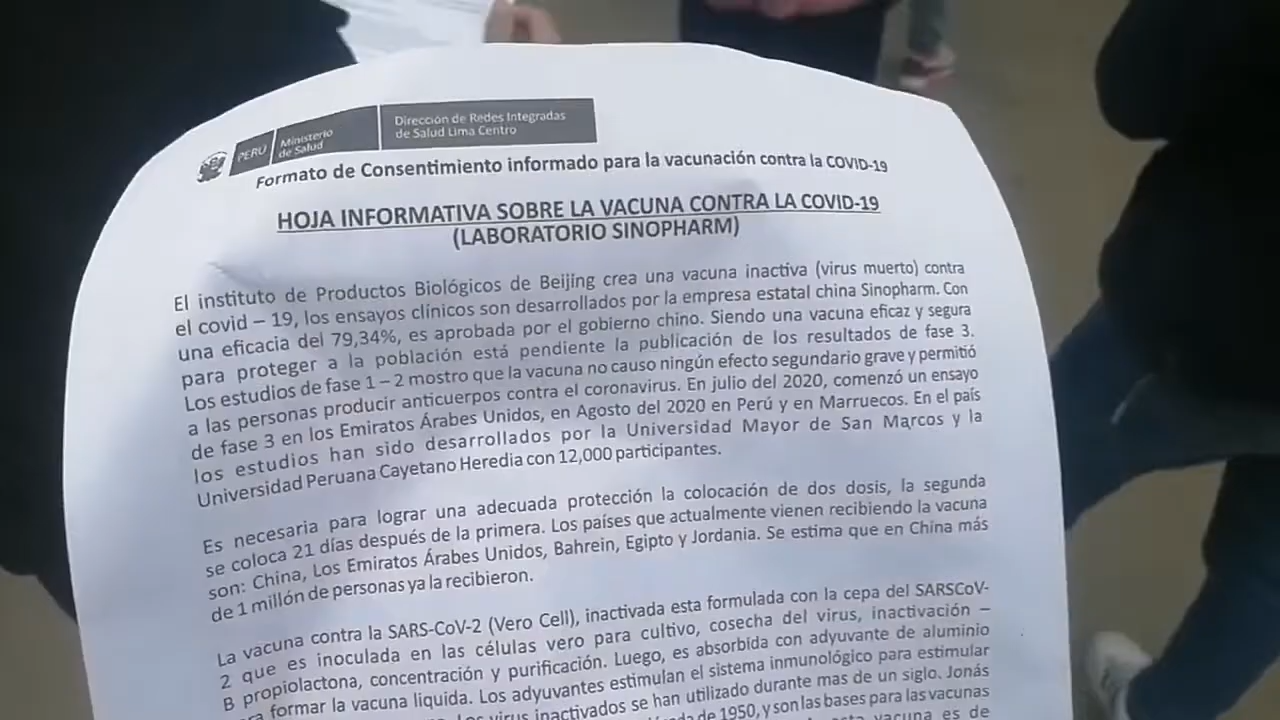 PERÚ
Ministerio
de Salud
Dirección de Redes Integradas
de Salud Lima Centro
Formato de Consentimiento informado para la vacunación contra la COVID-19
HOJA INFORMATIVA SOBRE LA VACUNA CONTRA LA COVID-19
(LABORATORIO SINOPHARM)
El instituto de Productos Biológicos de Beijing crea una vacuna inactiva (virus muerto) contra
el covid – 19, los ensayos clínicos son desarrollados por la empresa estatal china Sinopharm. Con
una eficacia del 79,34%, es aprobada por el gobierno chino. Siendo una vacuna eficaz y segura
para proteger a la población está pendiente la publicación de los resultados de fase 3.
Los estudios de fase 1 – 2 mostro que la vacuna no causo ningún efecto segundario grave y permitió
a las personas producir anticuerpos contra el coronavirus. En julio del 2020, comenzó un ensayo
de fase 3 en los Emiratos Árabes Unidos, en Agosto del 2020 en Perú y en Marruecos. En el país
los estudios han sido desarrollados por la Universidad Mayor de San Marcos y la
Universidad Peruana Cayetano Heredia con 12,000 participantes.
Es necesaria para lograr una adecuada protección la colocación de dos dosis, la segunda
se coloca 21 días después de la primera. Los países que actualmente vienen recibiendo la vacuna
son: China, Los Emiratos Árabes Unidos, Bahrein, Egipto y Jordania. Se estima que en China más
de 1 millón de personas ya la recibieron.
La vacuna contra la SARS-CoV-2 (Vero Cell), inactivada esta formulada con la cepa del SARSCoV-
2 que es inoculada en las células vero para cultivo, cosecha del virus, inactivación –
B propiolactona, concentración y purificación. Luego, es absorbida con adyuvante de aluminio
formar la vacuna liquida. Los adyuvantes estimulan el sistema inmunológico para estimular
virus inactivados se han utilizado durante mas de un siglo. Jonás
de 1950, y son las bases para las vacunas
vacuna es de